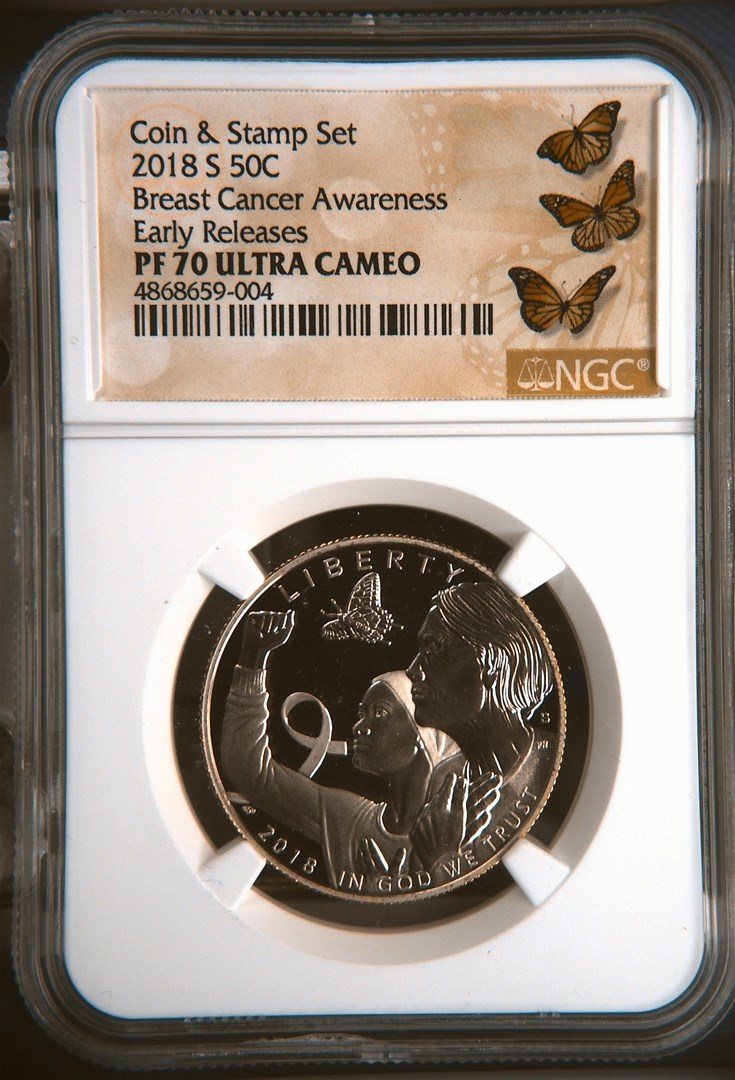 Coin & Stamp Set
2018 S 50C
Breast Cancer Awareness
Early Releases
PF 70 ULTRA CAMEO
4868659-004
NGC®
LIBERTY
S
2018 IN GOD WE TRUST